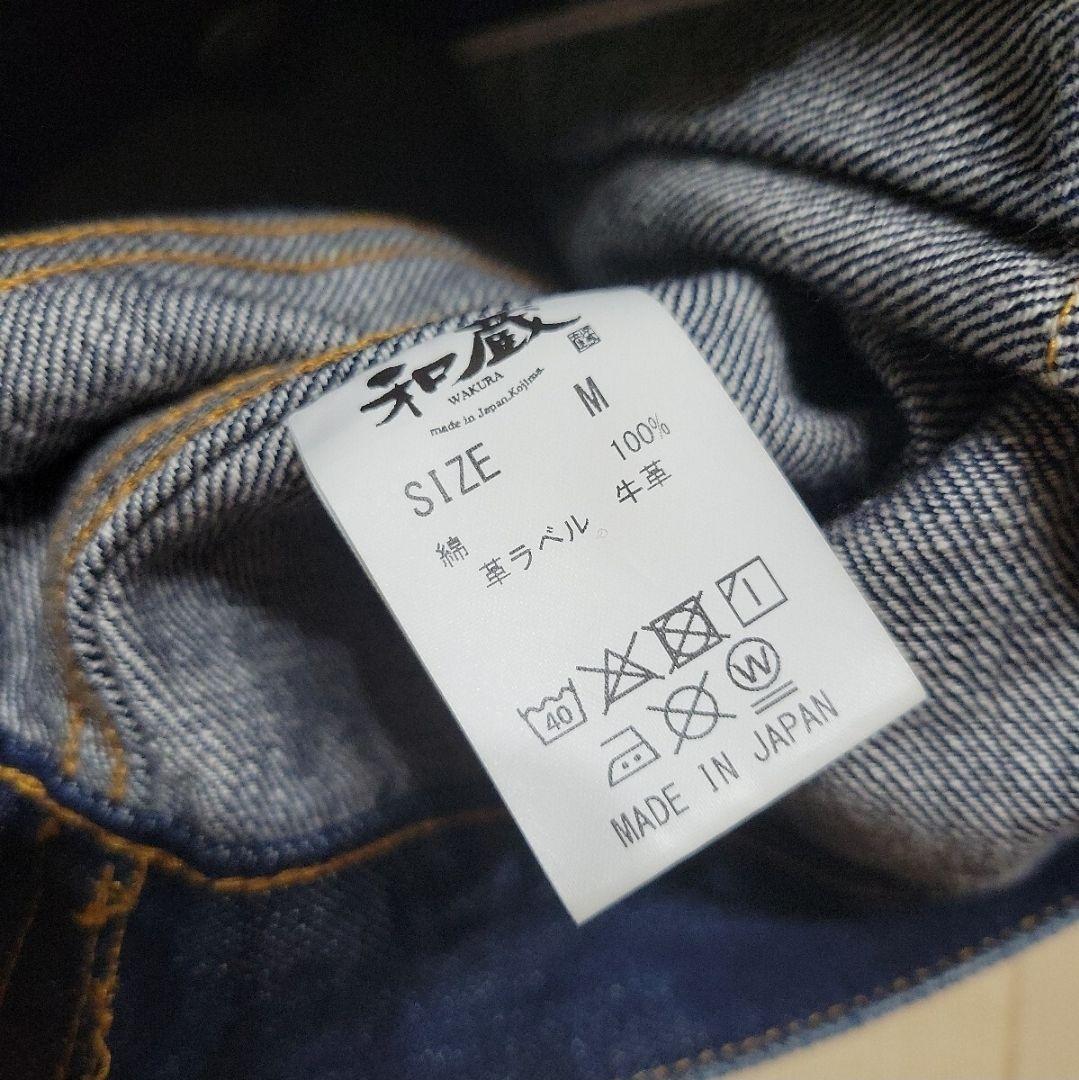 和蔵
WAKURA
made in Japan.Kojima.
SIZE M
綿 100%
革ラベル 牛革
40
W
MADE IN JAPAN